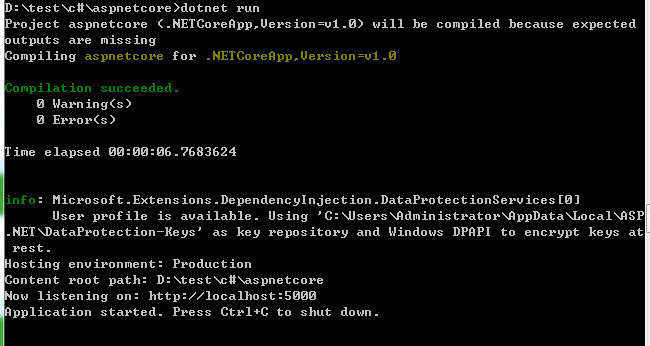 D:\test\c#\aspnetcore>dotnet run
Project aspnetcore (.NETCoreApp,Version=v1.0) will be compiled because expected
outputs are missing
Compiling aspnetcore for .NETCoreApp,Version=v1.0
Compilation succeeded.
0 Warning(s)
0 Error(s)
Time elapsed 00:00:06.7683624
info: Microsoft.Extensions.DependencyInjection.DataProtectionServices[0]
User profile is available. Using 'C:\Users\Administrator\AppData\Local\ASP
.NET\DataProtection-Keys' as key repository and Windows DPAPI to encrypt keys at
rest.
Hosting environment: Production
Content root path: D:\test\c#\aspnetcore
Now listening on: http://localhost:5000
Application started. Press Ctrl+C to shut down.